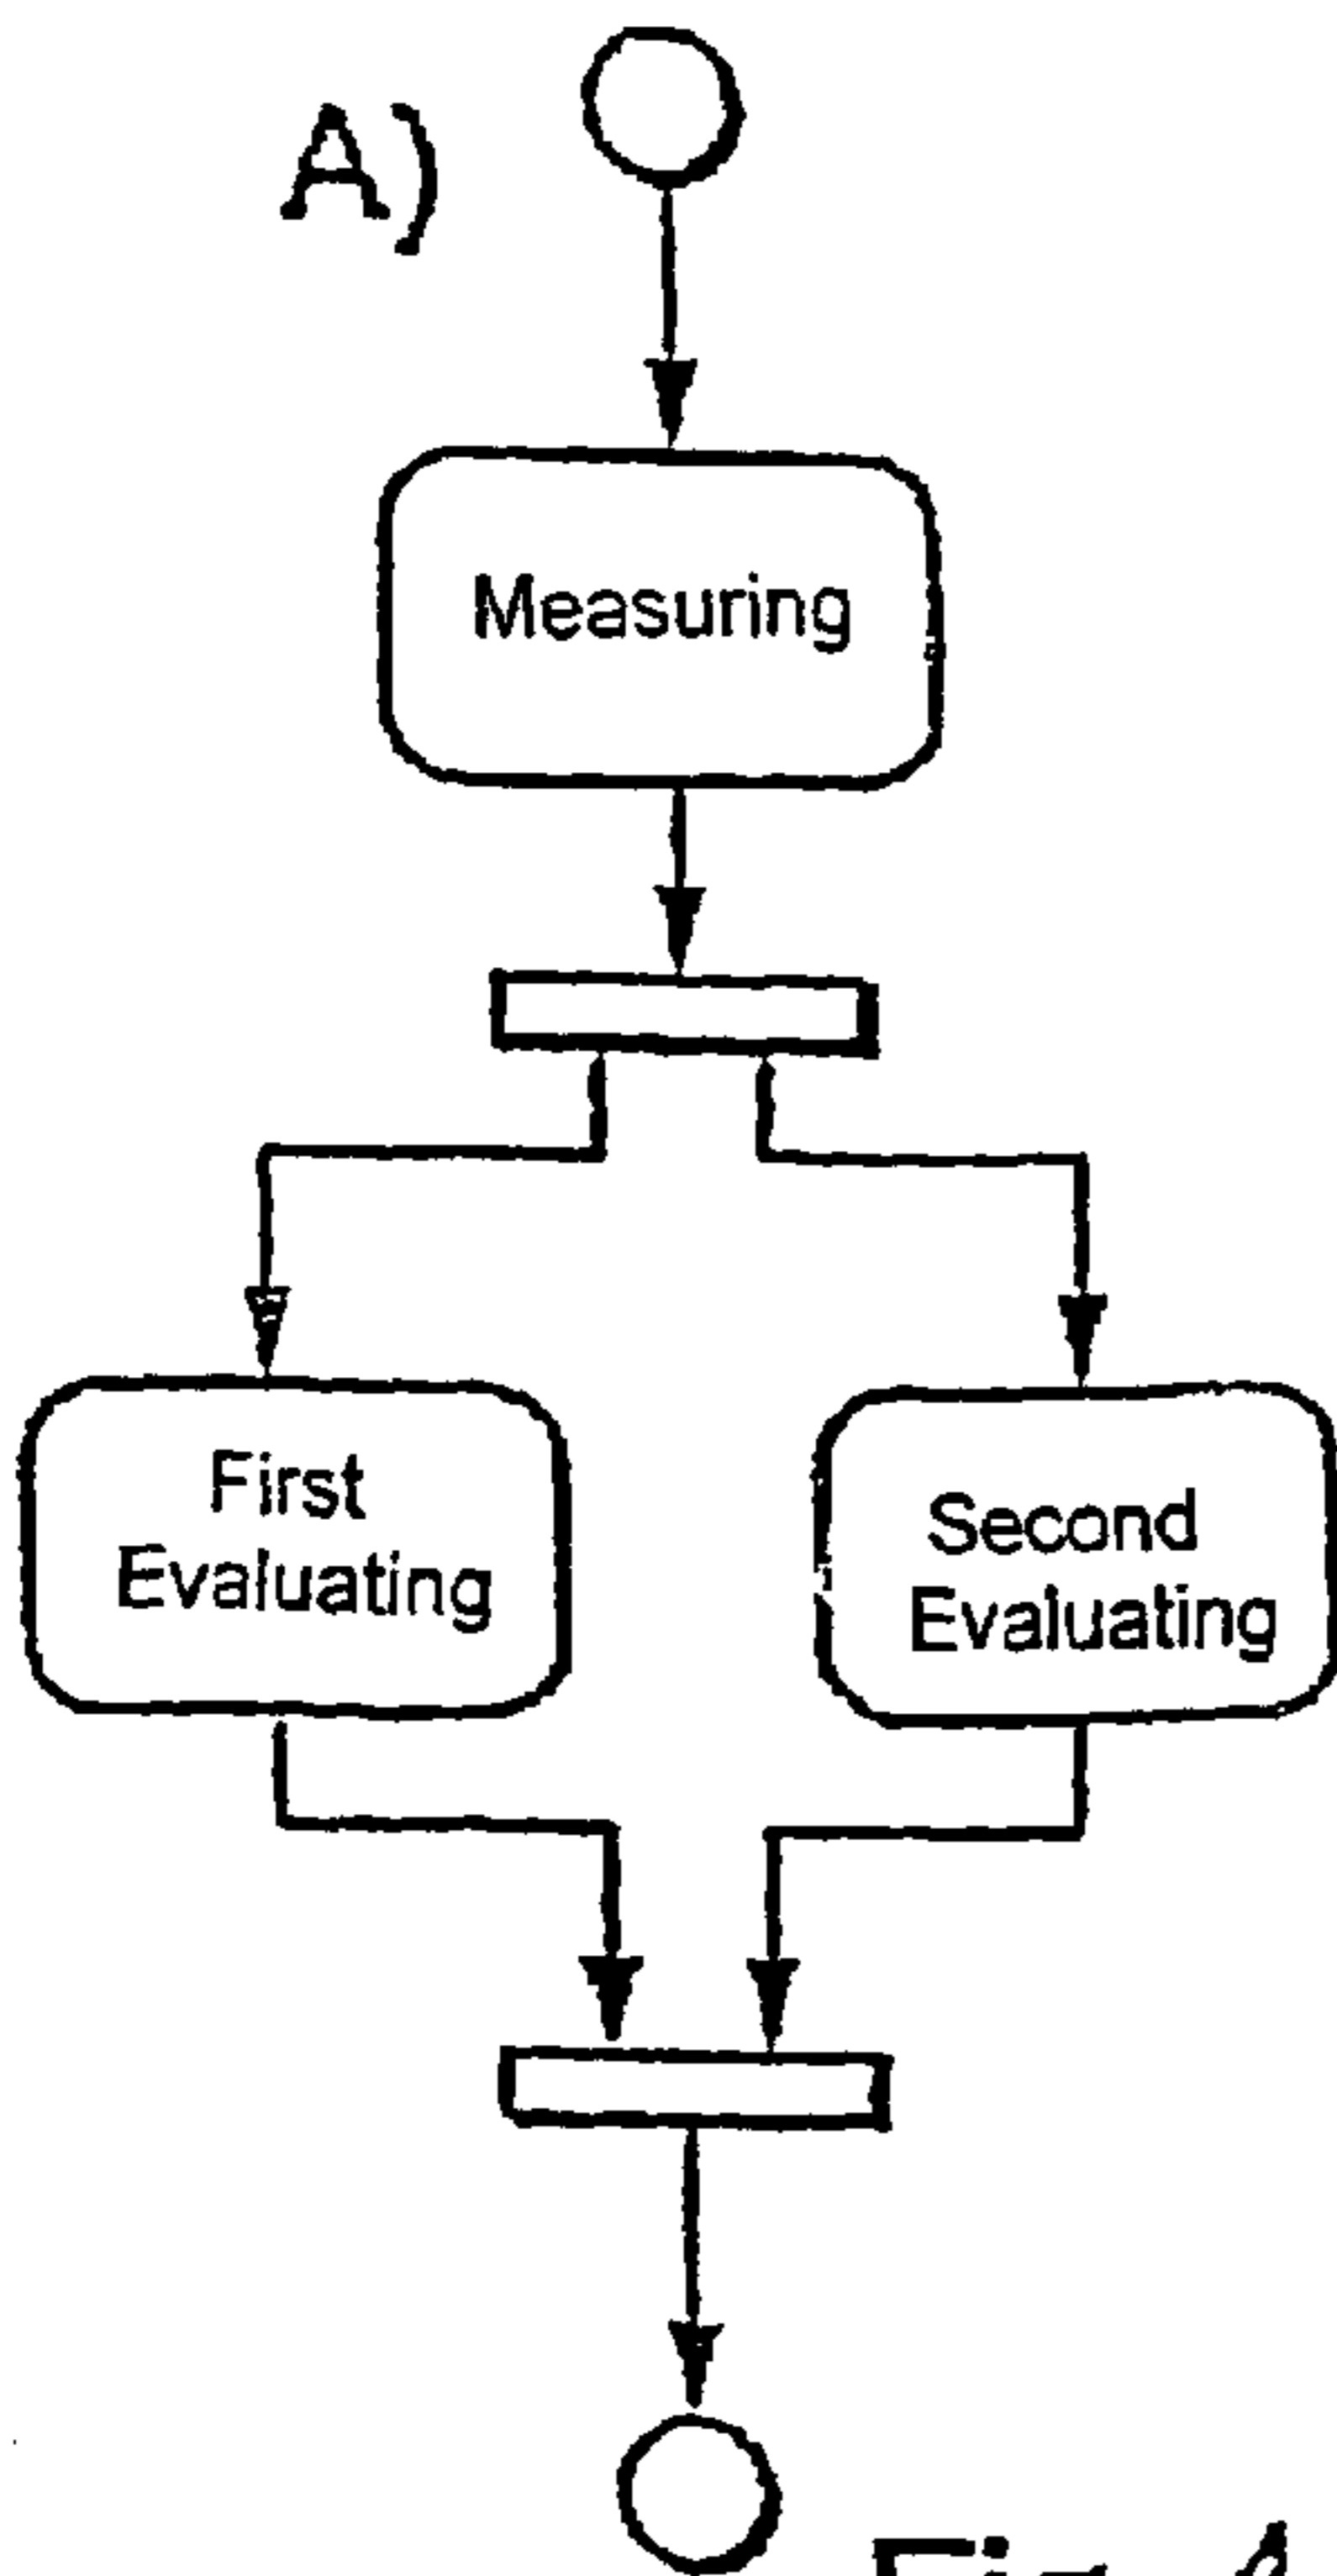 A)
Measuring
First
Evaluating
Second
Evaluating